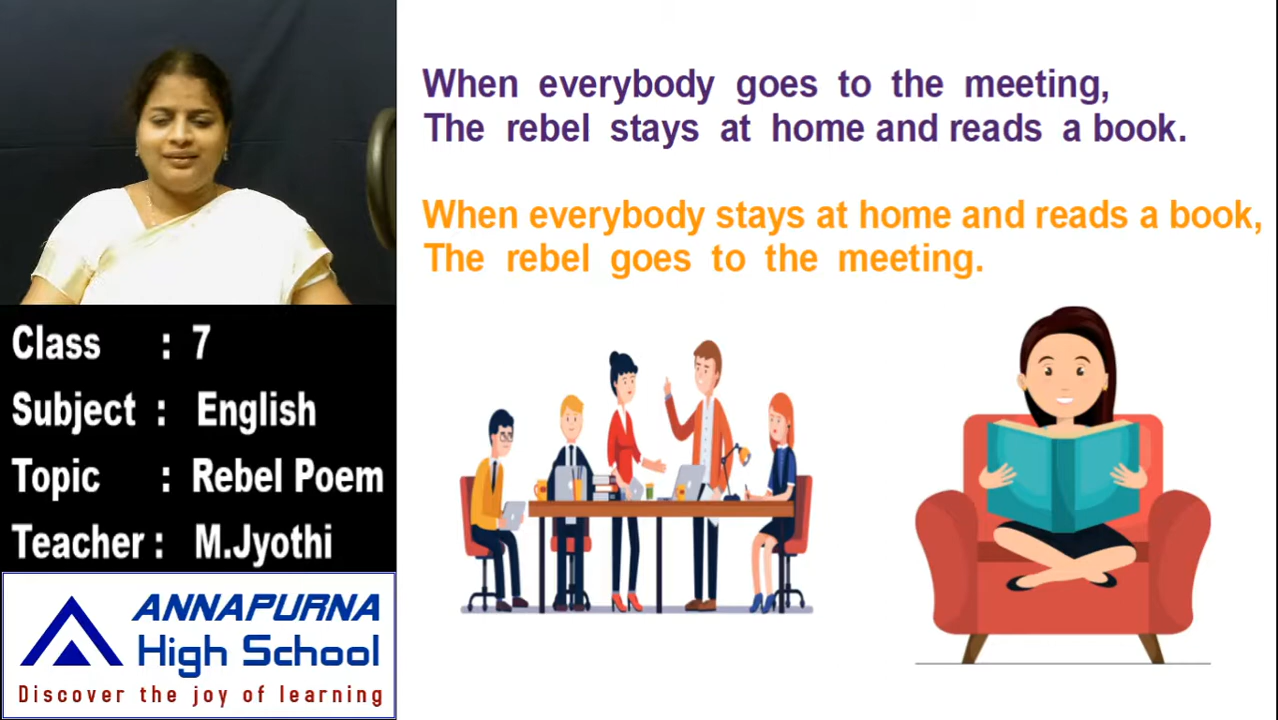 When everybody goes to the meeting,
The rebel stays at home and reads a book.
When everybody stays at home and reads a book,
The rebel goes to the meeting.
Class : 7
Subject : English
Topic : Rebel Poem
Teacher : M.Jyothi
ANNAPURNA
High School
Discover the joy of learning